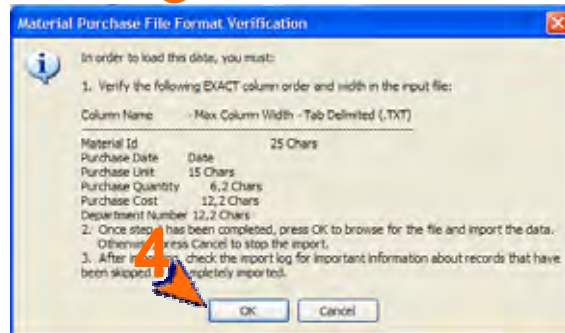 Material Purchase File Format Verification
In order to load this data, you must:
1. Verify the following EXACT column order and width in the input file:
Column Name - Max Column Width - Tab Delimited (.TXT)
Material Id 25 Chars
Purchase Date Date
Purchase Unit 15 Chars
Purchase Quantity 6,2 Chars
Purchase Cost 12,2 Chars
Department Number 12,2 Chars
2. Once step 1 has been completed, press OK to browse for the file and import the data.
Otherwise press Cancel to stop the import.
3. After importing, check the import log for important information about records that have
been skipped completely imported.
4
OK Cancel